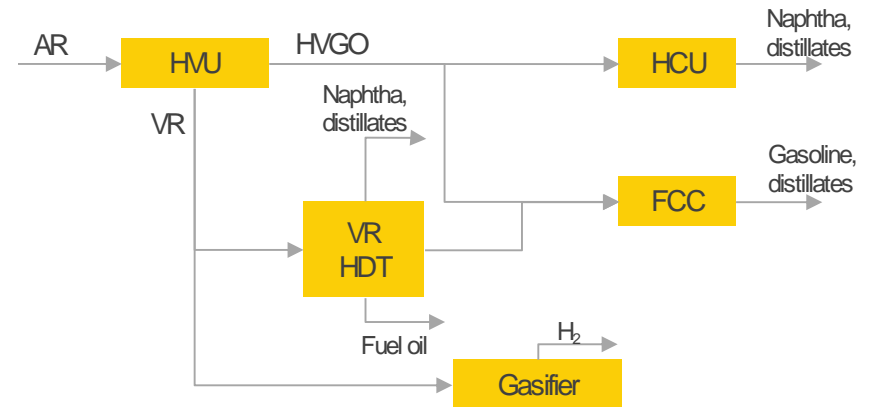 AR
HVU
HVGO
HCU
Naphtha,
distillates
VR
Naphtha,
distillates
Gasoline,
distillates
FCC
VR
HDT
Fuel oil
H₂
Gasifier